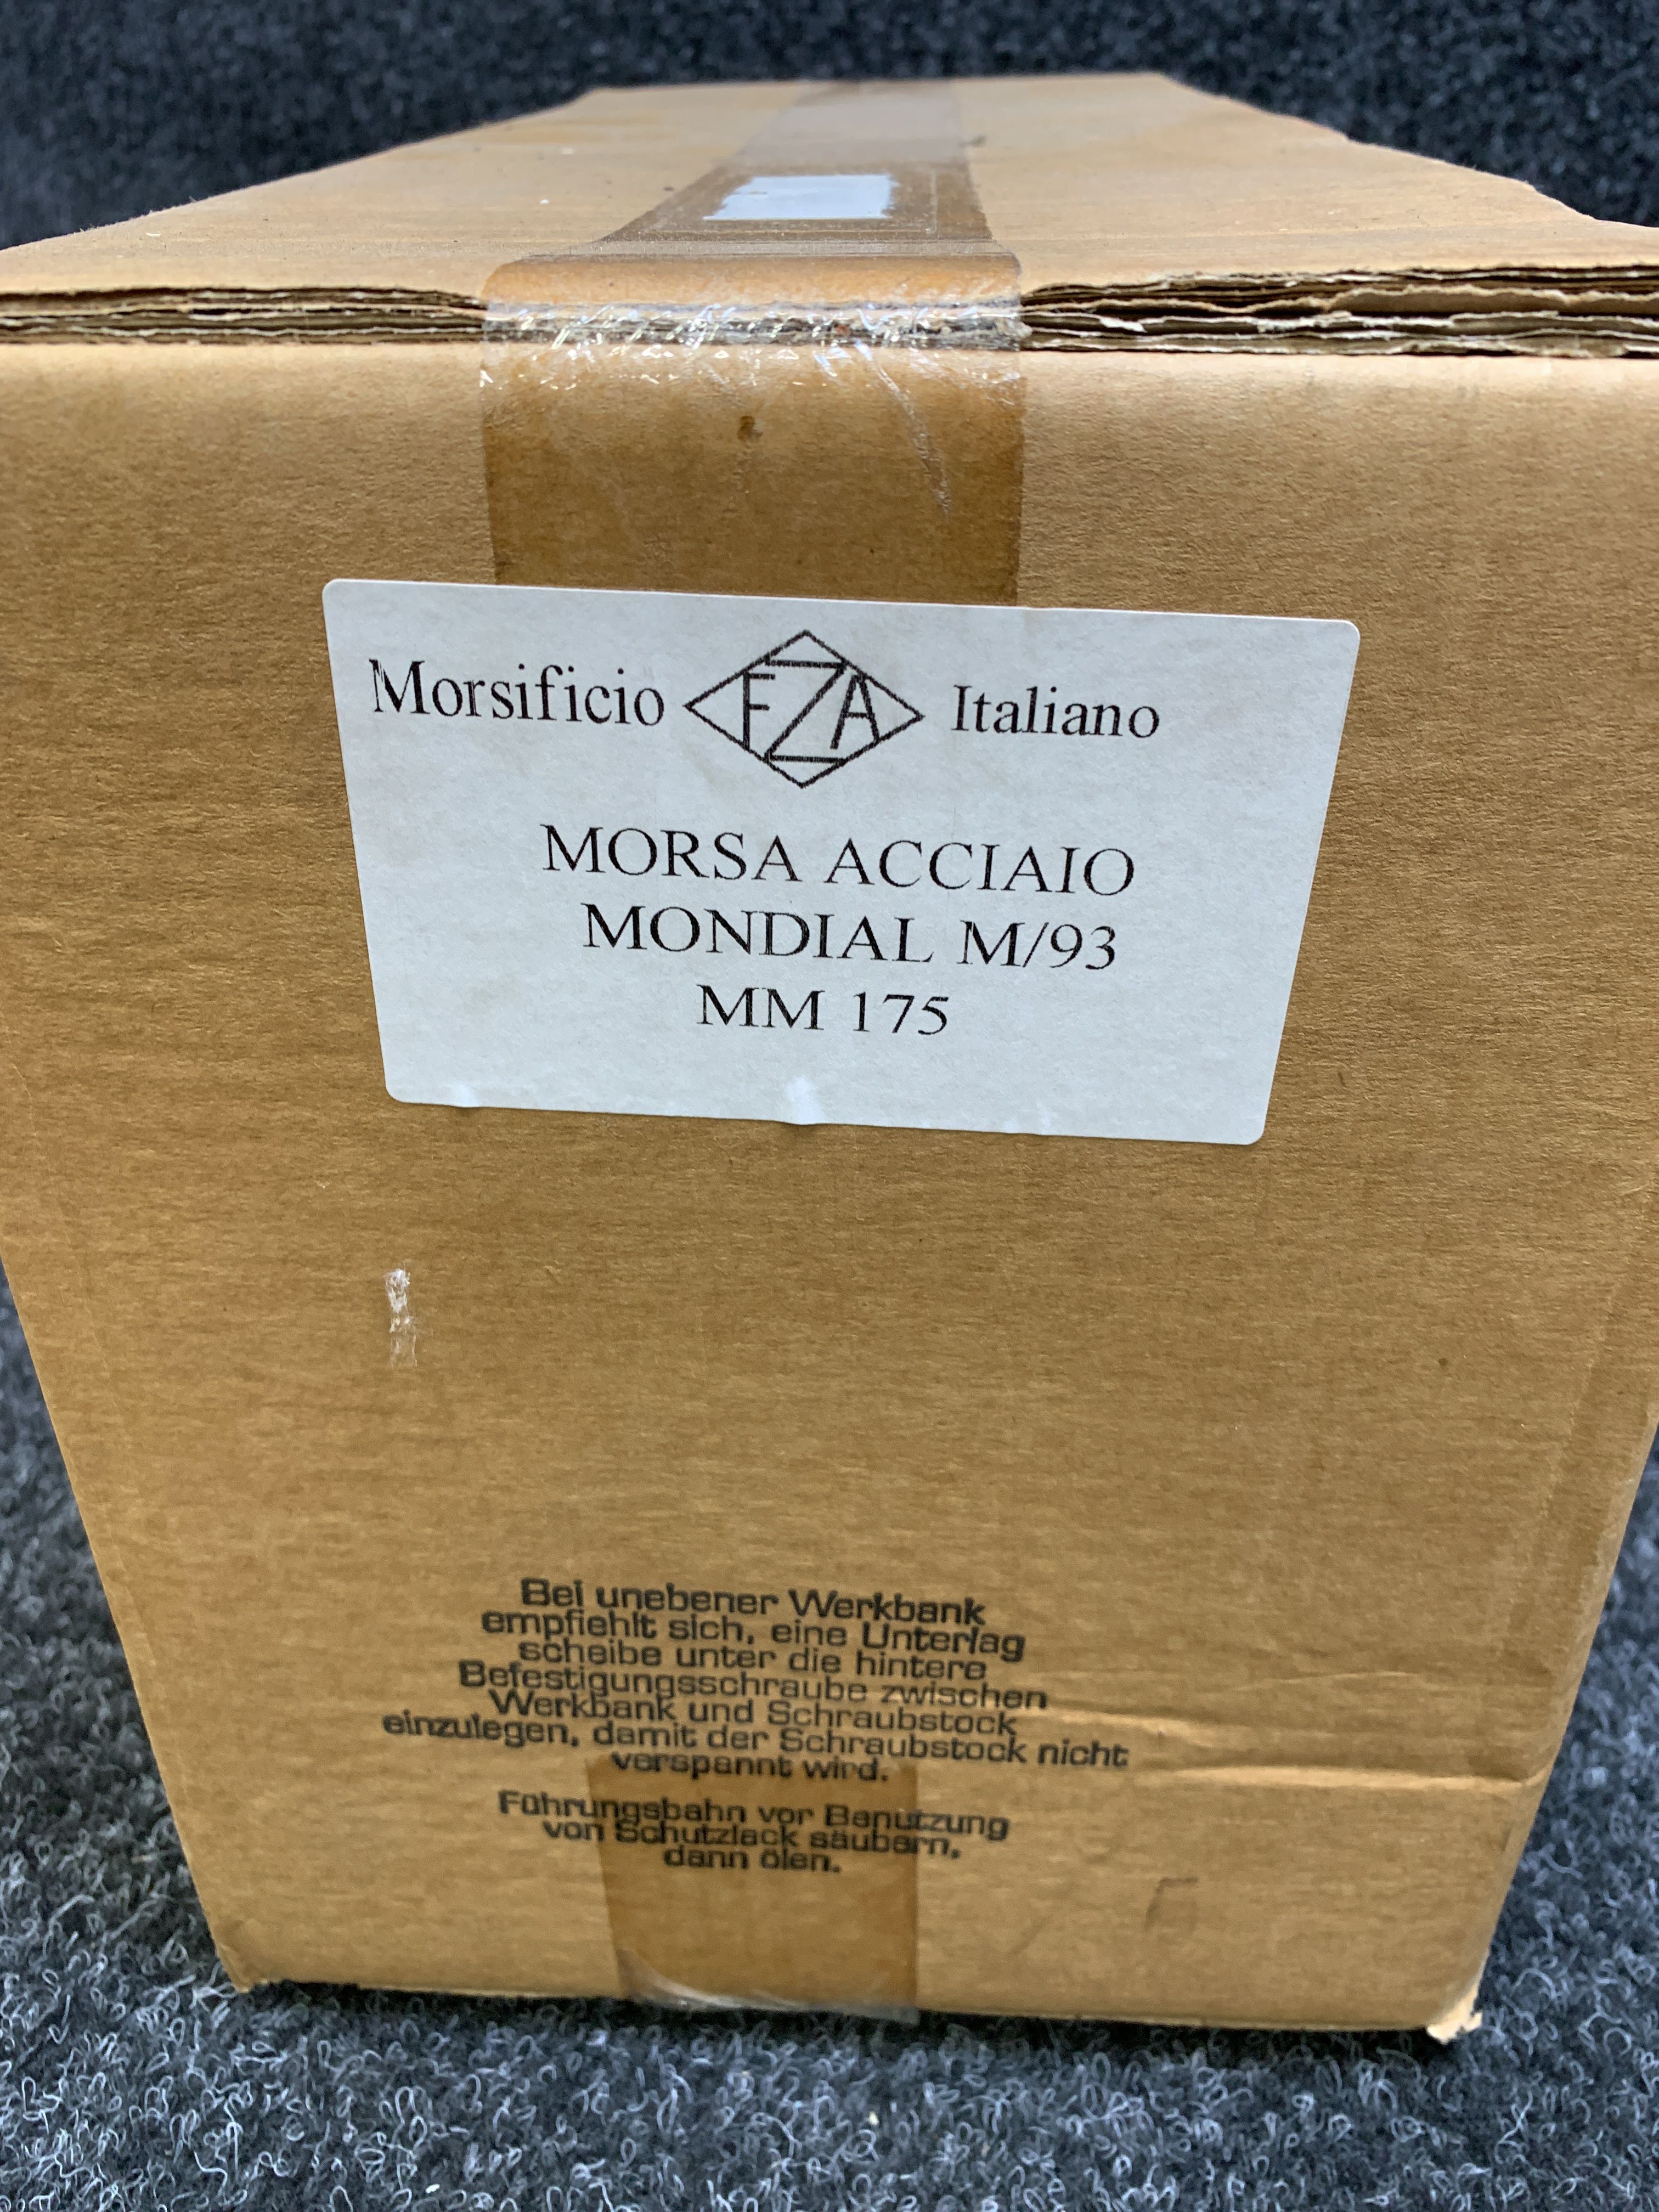 Morsificio FZA Italiano
MORSA ACCIAIO
MONDIAL M/93
MM 175
Bei unebener Werkbank
empfiehlt sich, eine Unterlag
scheibe unter die hintere
Befestigungsschraube zwischen
Werkbank und Schraubstock
einzulegen, damit der Schraubstock nicht
verspannt wird.
Führungsbahn vor Benutzung
von Schutzlack säubern,
dann ölen.